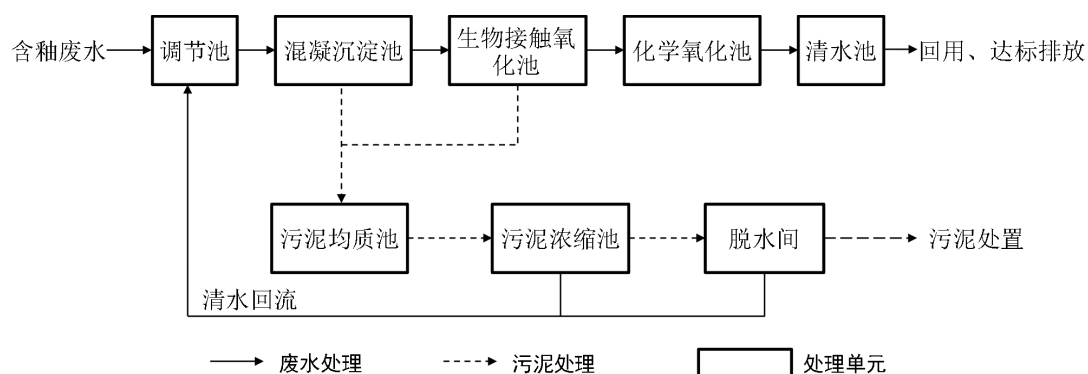 含釉废水
调节池
混凝沉淀池
生物接触氧
化池
化学氧化池
清水池
回用、达标排放
污泥均质池
污泥浓缩池
脱水间
污泥处置
清水回流
废水处理
污泥处理
处理单元